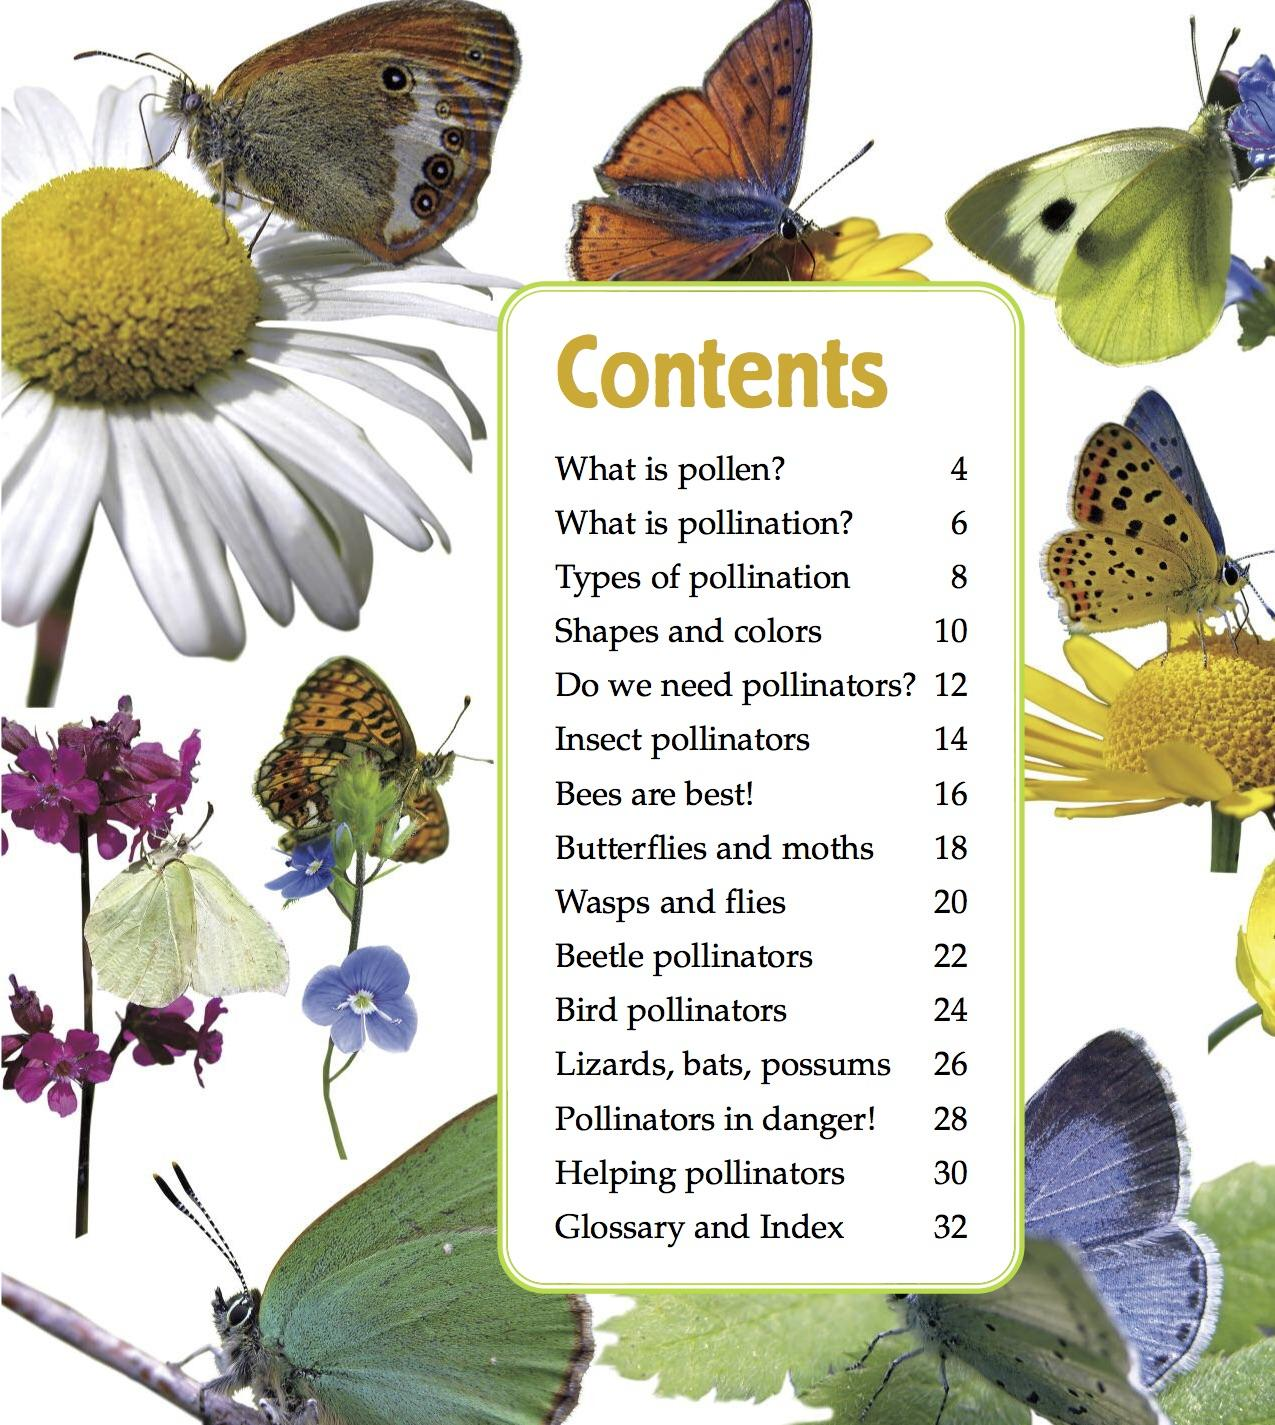 Contents
What is pollen? 4
What is pollination? 6
Types of pollination 8
Shapes and colors 10
Do we need pollinators? 12
Insect pollinators 14
Bees are best! 16
Butterflies and moths 18
Wasps and flies 20
Beetle pollinators 22
Bird pollinators 24
Lizards, bats, possums 26
Pollinators in danger! 28
Helping pollinators 30
Glossary and Index 32